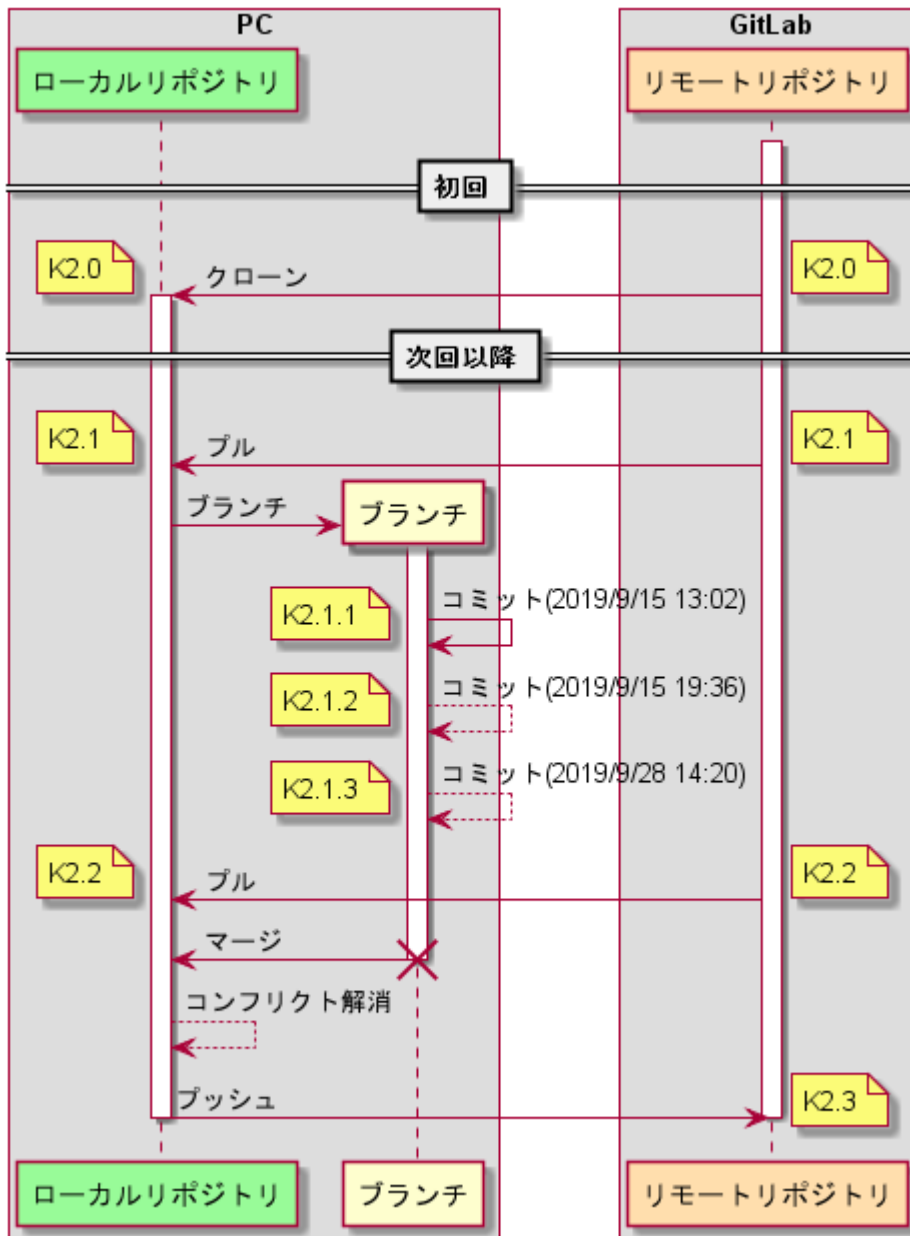 PC
GitLab
ローカルリポジトリ
リモートリポジトリ
初回
K2.0
K2.0
クローン
次回以降
K2.1
K2.1
プル
ブランチ
ブランチ
コミット(2019/9/15 13:02)
K2.1.1
コミット(2019/9/15 19:36)
K2.1.2
コミット(2019/9/28 14:20)
K2.1.3
K2.2
K2.2
プル
マージ
コンフリクト解消
プッシュ
K2.3
ローカルリポジトリ
ブランチ
リモートリポジトリ